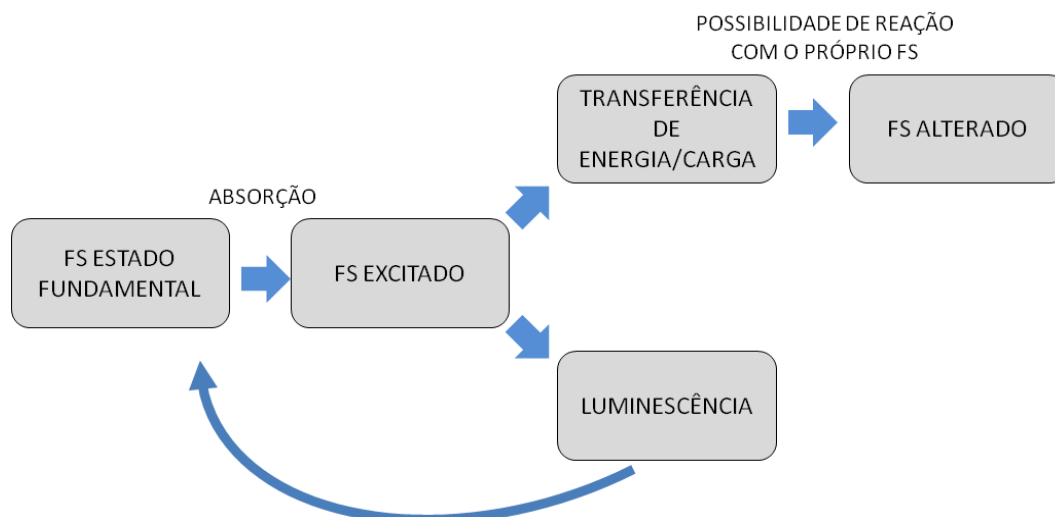 POSSIBILIDADE DE REAÇÃO
COM O PRÓPRIO FS
TRANSFERÊNCIA
DE
ENERGIA/CARGA
FS ALTERADO
ABSORÇÃO
FS ESTADO
FUNDAMENTAL
FS EXCITADO
LUMINESCÊNCIA